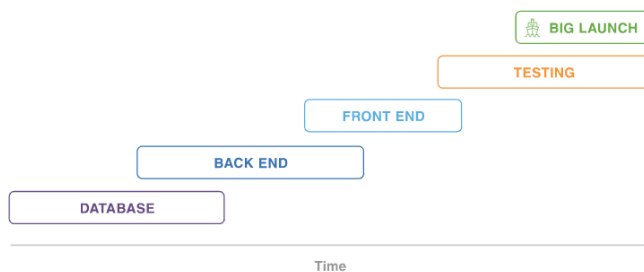 BIG LAUNCH
TESTING
FRONT END
BACK END
DATABASE
Time